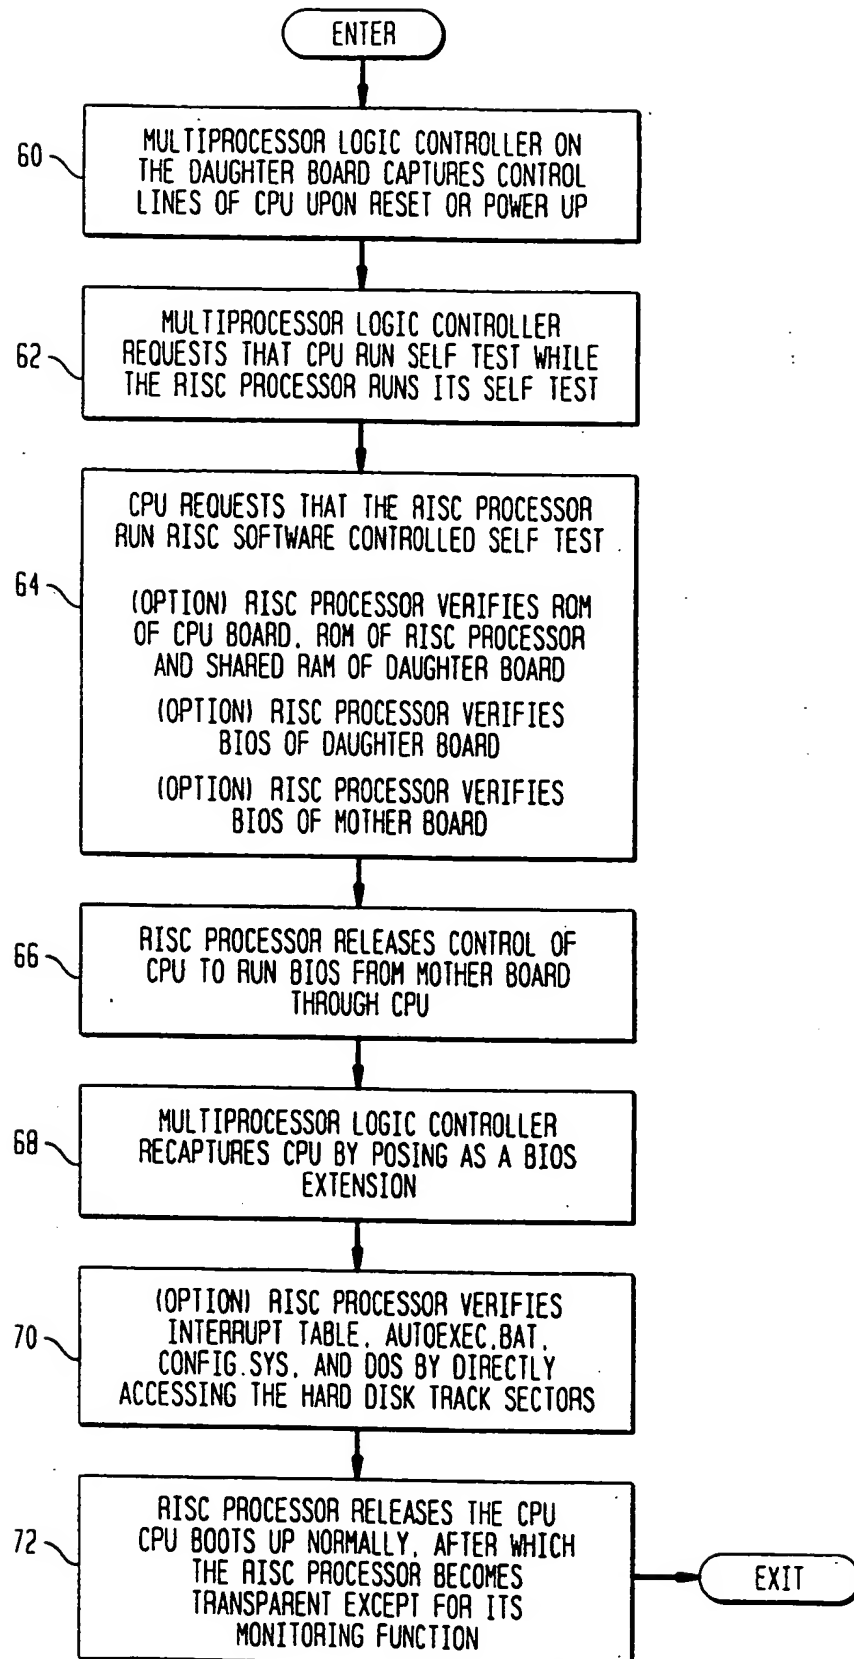 ENTER
60
MULTIPROCESSOR LOGIC CONTROLLER ON
THE DAUGHTER BOARD CAPTURES CONTROL
LINES OF CPU UPON RESET OR POWER UP
62
MULTIPROCESSOR LOGIC CONTROLLER
REQUESTS THAT CPU RUN SELF TEST WHILE
THE RISC PROCESSOR RUNS ITS SELF TEST
64
CPU REQUESTS THAT THE RISC PROCESSOR
RUN RISC SOFTWARE CONTROLLED SELF TEST
(OPTION) RISC PROCESSOR VERIFIES ROM
OF CPU BOARD, ROM OF RISC PROCESSOR
AND SHARED RAM OF DAUGHTER BOARD
(OPTION) RISC PROCESSOR VERIFIES
BIOS OF DAUGHTER BOARD
(OPTION) RISC PROCESSOR VERIFIES
BIOS OF MOTHER BOARD
66
RISC PROCESSOR RELEASES CONTROL OF
CPU TO RUN BIOS FROM MOTHER BOARD
THROUGH CPU
68
MULTIPROCESSOR LOGIC CONTROLLER
RECAPTURES CPU BY POSING AS A BIOS
EXTENSION
70
(OPTION) RISC PROCESSOR VERIFIES
INTERRUPT TABLE, AUTOEXEC.BAT,
CONFIG.SYS, AND DOS BY DIRECTLY
ACCESSING THE HARD DISK TRACK SECTORS
72
RISC PROCESSOR RELEASES THE CPU
CPU BOOTS UP NORMALLY, AFTER WHICH
THE RISC PROCESSOR BECOMES
TRANSPARENT EXCEPT FOR ITS
MONITORING FUNCTION
EXIT